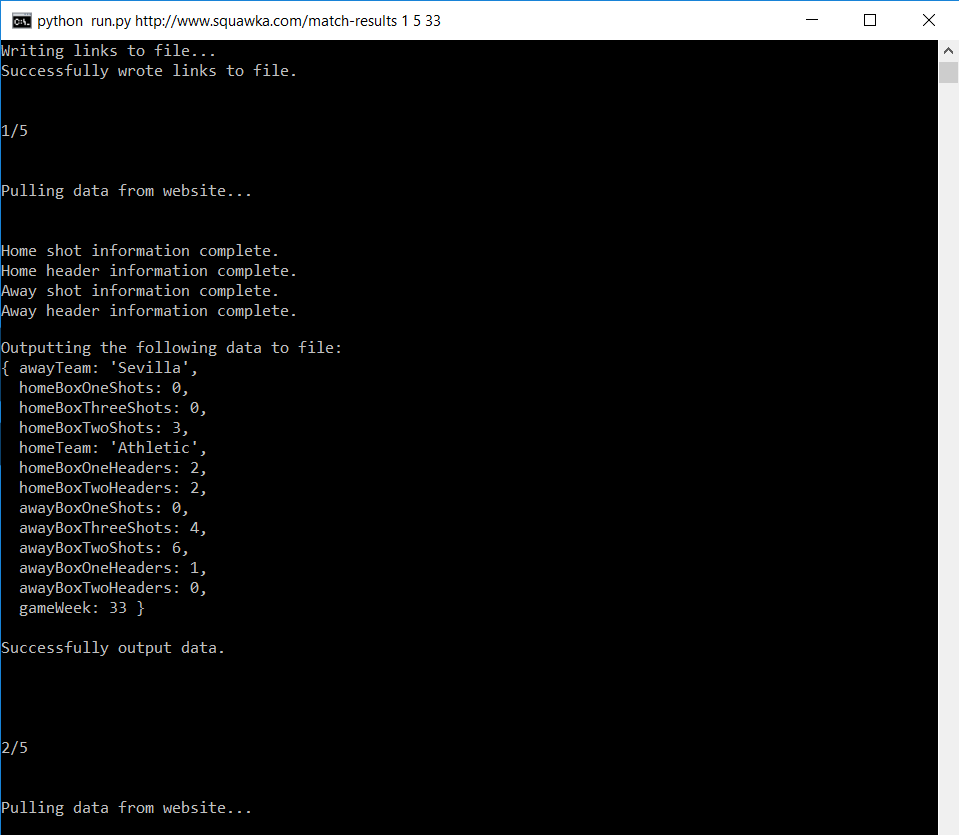 python  run.py http://www.squawka.com/match-results 1 5 33
Writing links to file...
Successfully wrote links to file.
1/5
Pulling data from website...
Home shot information complete.
Home header information complete.
Away shot information complete.
Away header information complete.
Outputting the following data to file:
{ awayTeam: 'Sevilla',
  homeBoxOneShots: 0,
  homeBoxThreeShots: 0,
  homeBoxTwoShots: 3,
  homeTeam: 'Athletic',
  homeBoxOneHeaders: 2,
  homeBoxTwoHeaders: 2,
  awayBoxOneShots: 0,
  awayBoxThreeShots: 4,
  awayBoxTwoShots: 6,
  awayBoxOneHeaders: 1,
  awayBoxTwoHeaders: 0,
  gameWeek: 33 }
Successfully output data.
2/5
Pulling data from website...